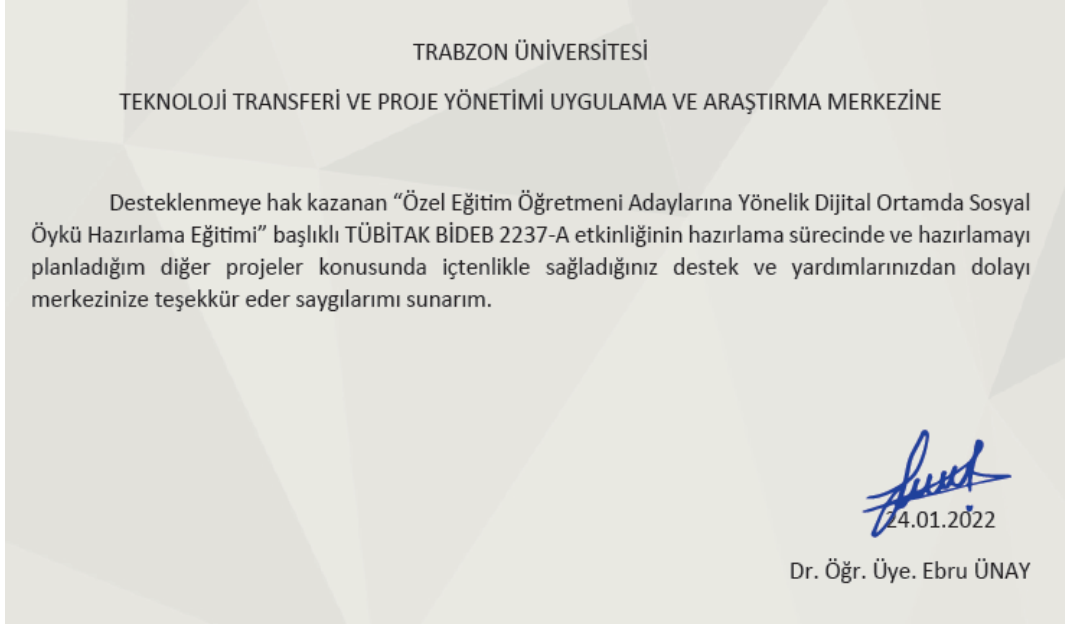 TRABZON ÜNİVERSİTESİ
TEKNOLOJİ TRANSFERİ VE PROJE YÖNETİMİ UYGULAMA VE ARAŞTIRMA MERKEZİNE
Desteklenmeye hak kazanan “Özel Eğitim Öğretmeni Adaylarına Yönelik Dijital Ortamda Sosyal
Öykü Hazırlama Eğitimi” başlıklı TÜBİTAK BİDEB 2237-A etkinliğinin hazırlama sürecinde ve hazırlamayı
planladığım diğer projeler konusunda içtenlikle sağladığınız destek ve yardımlarınızdan dolayı
merkezinize teşekkür eder saygılarımı sunarım.
24.01.2022
Dr. Öğr. Üye. Ebru ÜNAY